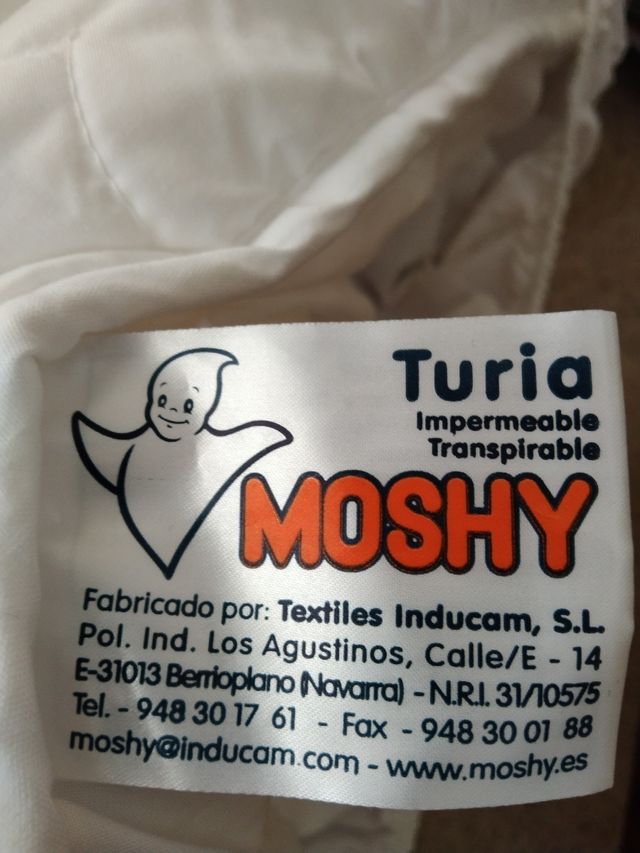 Turia
Impermeable
Transpirable
MOSHY
Fabricado por: Textiles Inducam, S.L.
Pol. Ind. Los Agustinos, Calle/E - 14
E-31013 Berrioplano (Navarra) - N.R.I. 31/10575
Tel. - 948 30 17 61 - Fax - 948 30 01 88
moshy@inducam.com - www.moshy.es